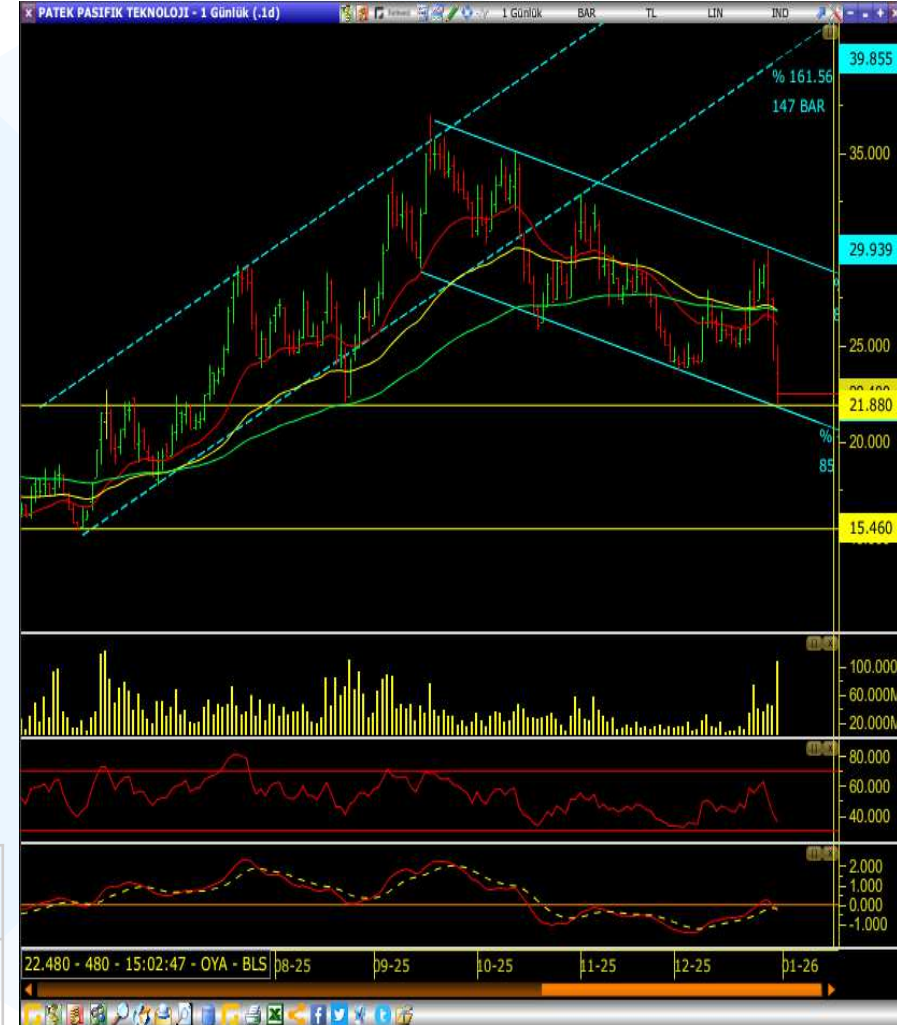 PATEK PASIFIK TEKNOLOJI - 1 Günlük (.1d)
1 Günlük BAR TL LIN IND
39.855
% 161.56
147 BAR
35.000
29.939
25.000
21.880
20.000
%
85
15.460
100.000
60.000M
20.000M
80.000
60.000
40.000
2.000
1.000
0.000
-1.000
22.480 - 480 - 15:02:47 - OYA - BLS
08-25 09-25 10-25 11-25 12-25 01-26